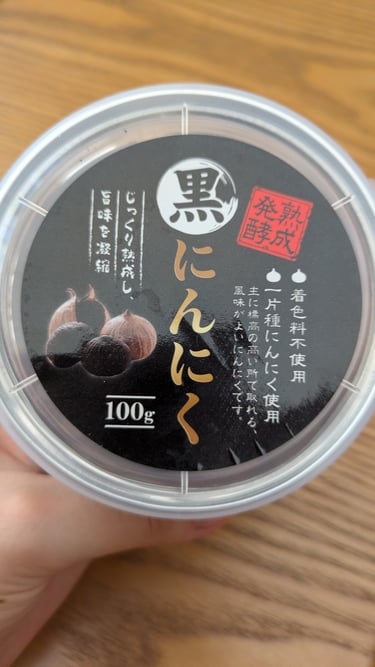 黒にんにく
熟成
発酵
着色料不使用
一片種にんにく使用
主に標高の高い所で取れる、
風味がよいにんにくです。
じっくり熟成し、
旨味を凝縮
100g